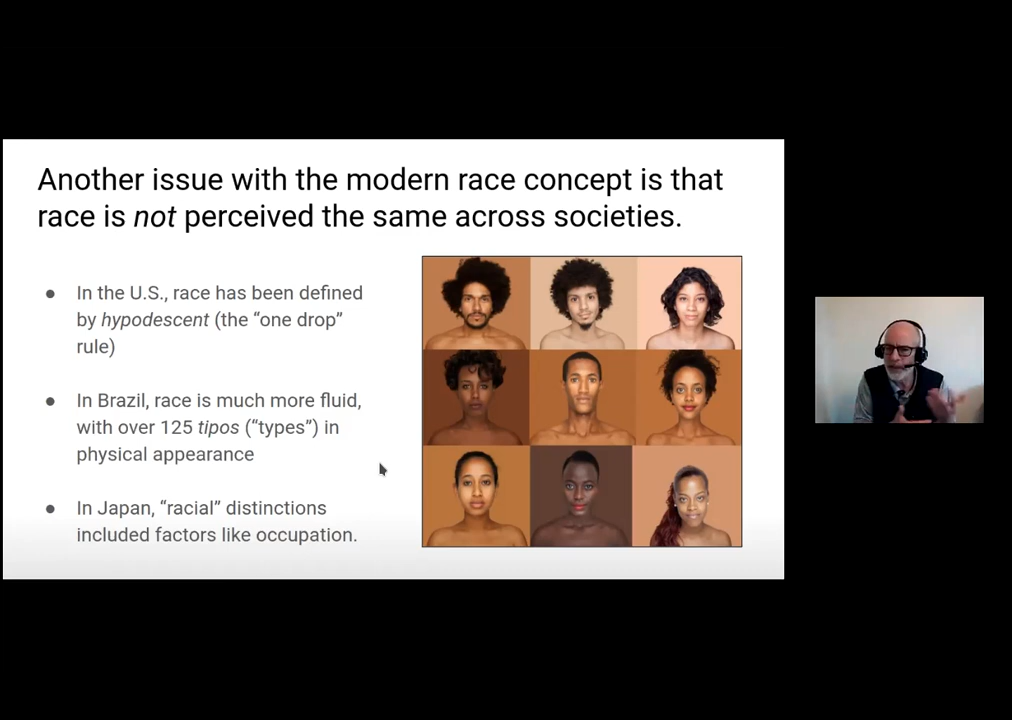 Another issue with the modern race concept is that
race is not perceived the same across societies.
● In the U.S., race has been defined
by hypodescent (the “one drop”
rule)
● In Brazil, race is much more fluid,
with over 125 tipos (“types”) in
physical appearance
● In Japan, “racial” distinctions
included factors like occupation.